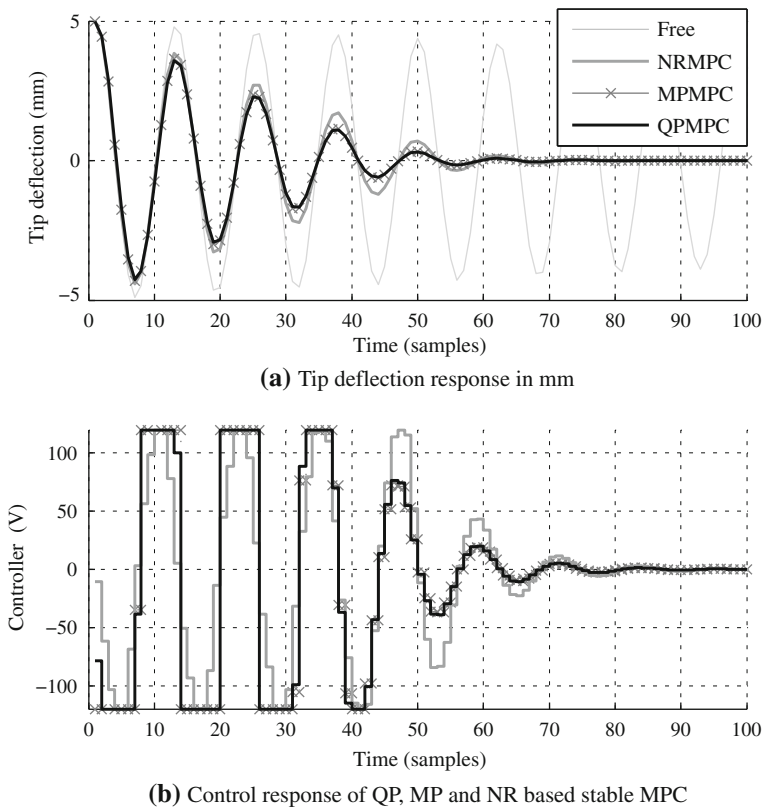 5
0
−5
Tip deflection (mm)
Free
NRMPC
MPMPC
QPMPC
0 10 20 30 40 50 60 70 80 90 100
Time (samples)
(a) Tip deflection response in mm
100
50
0
−50
−100
Controller (V)
0 10 20 30 40 50 60 70 80 90 100
Time (samples)
(b) Control response of QP, MP and NR based stable MPC